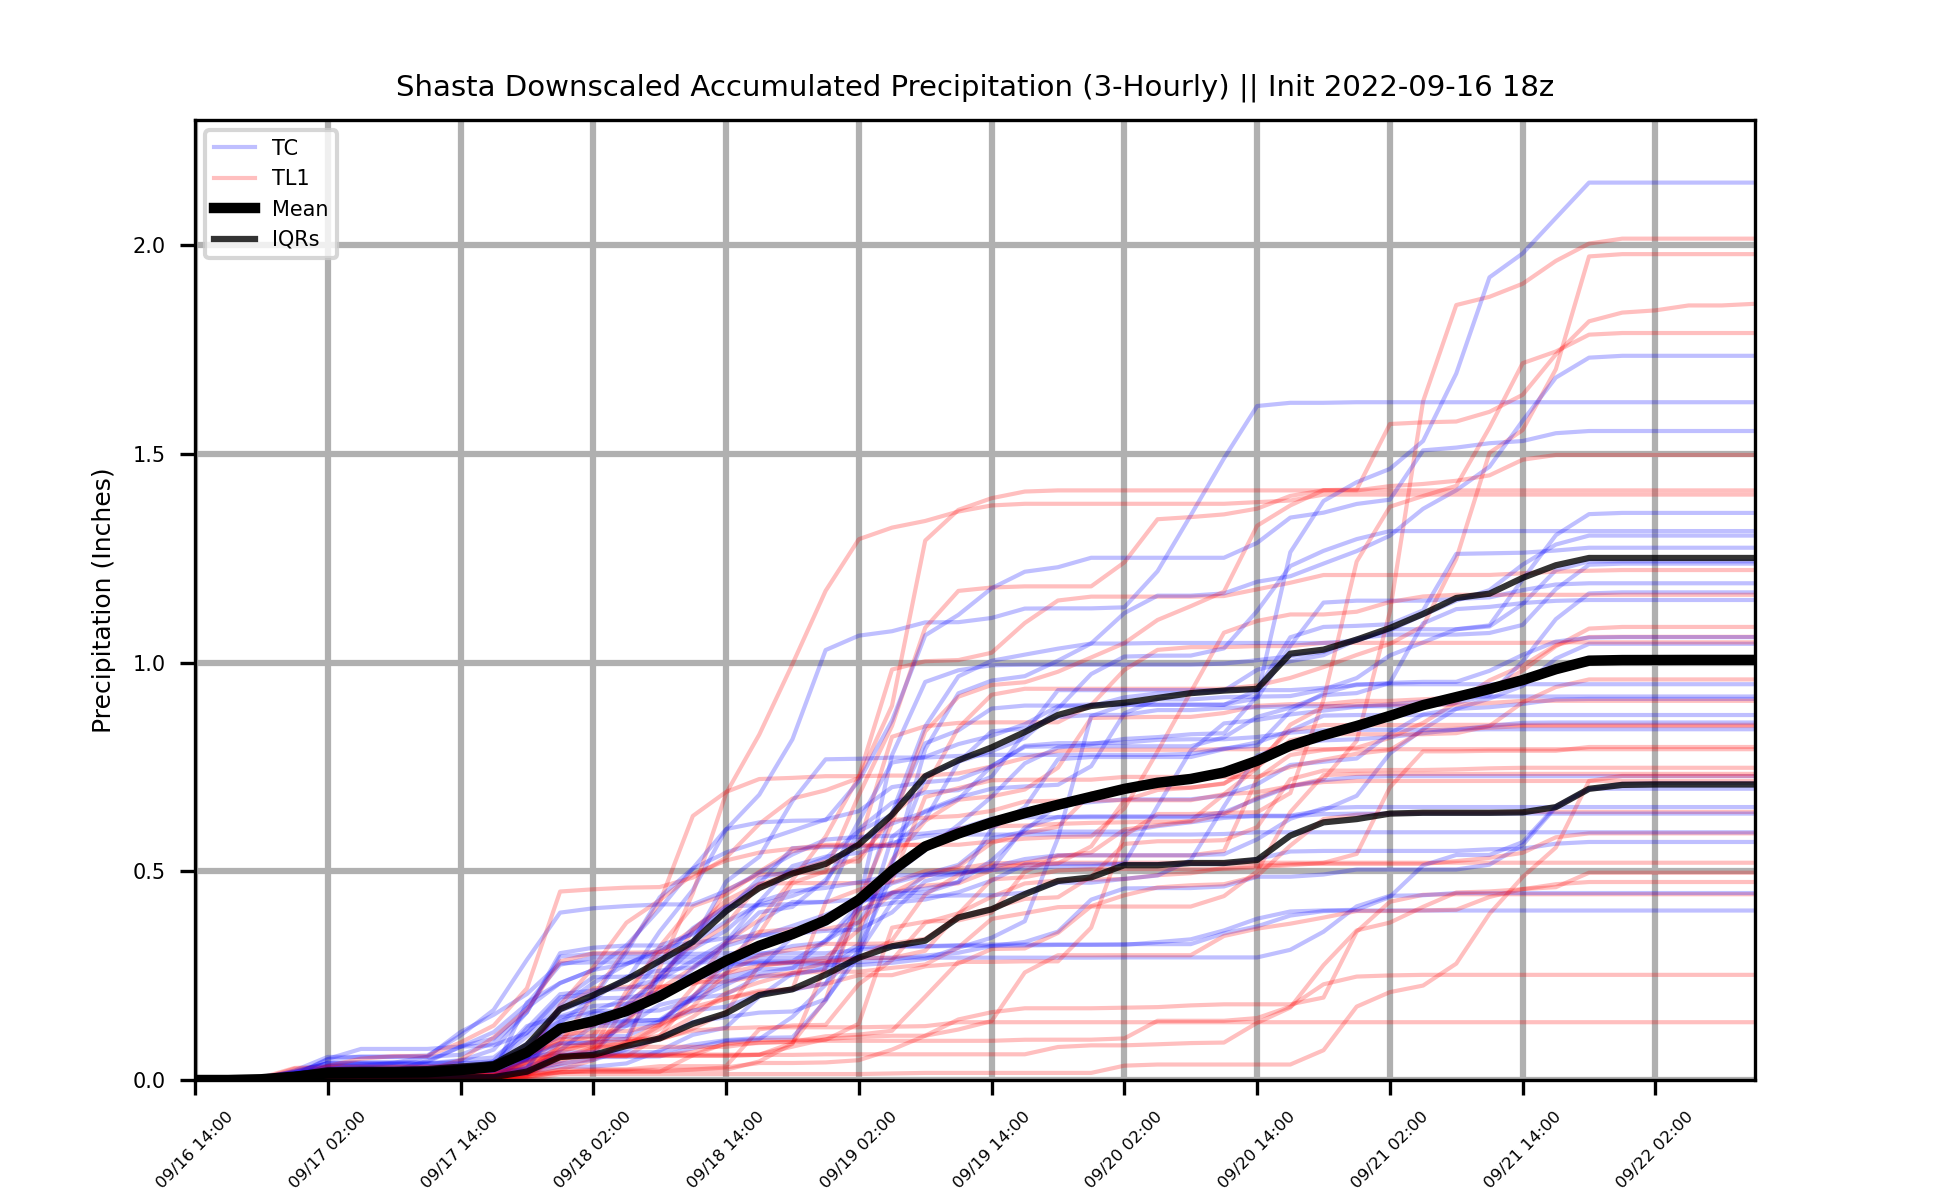 Shasta Downscaled Accumulated Precipitation (3-Hourly) || Init 2022-09-16 18z
TC
TL1
Mean
IQRs
Precipitation (Inches)
2.0
1.5
1.0
0.5
0.0
09/16 14:00
09/17 02:00
09/17 14:00
09/18 02:00
09/18 14:00
09/19 02:00
09/19 14:00
09/20 02:00
09/20 14:00
09/21 02:00
09/21 14:00
09/22 02:00